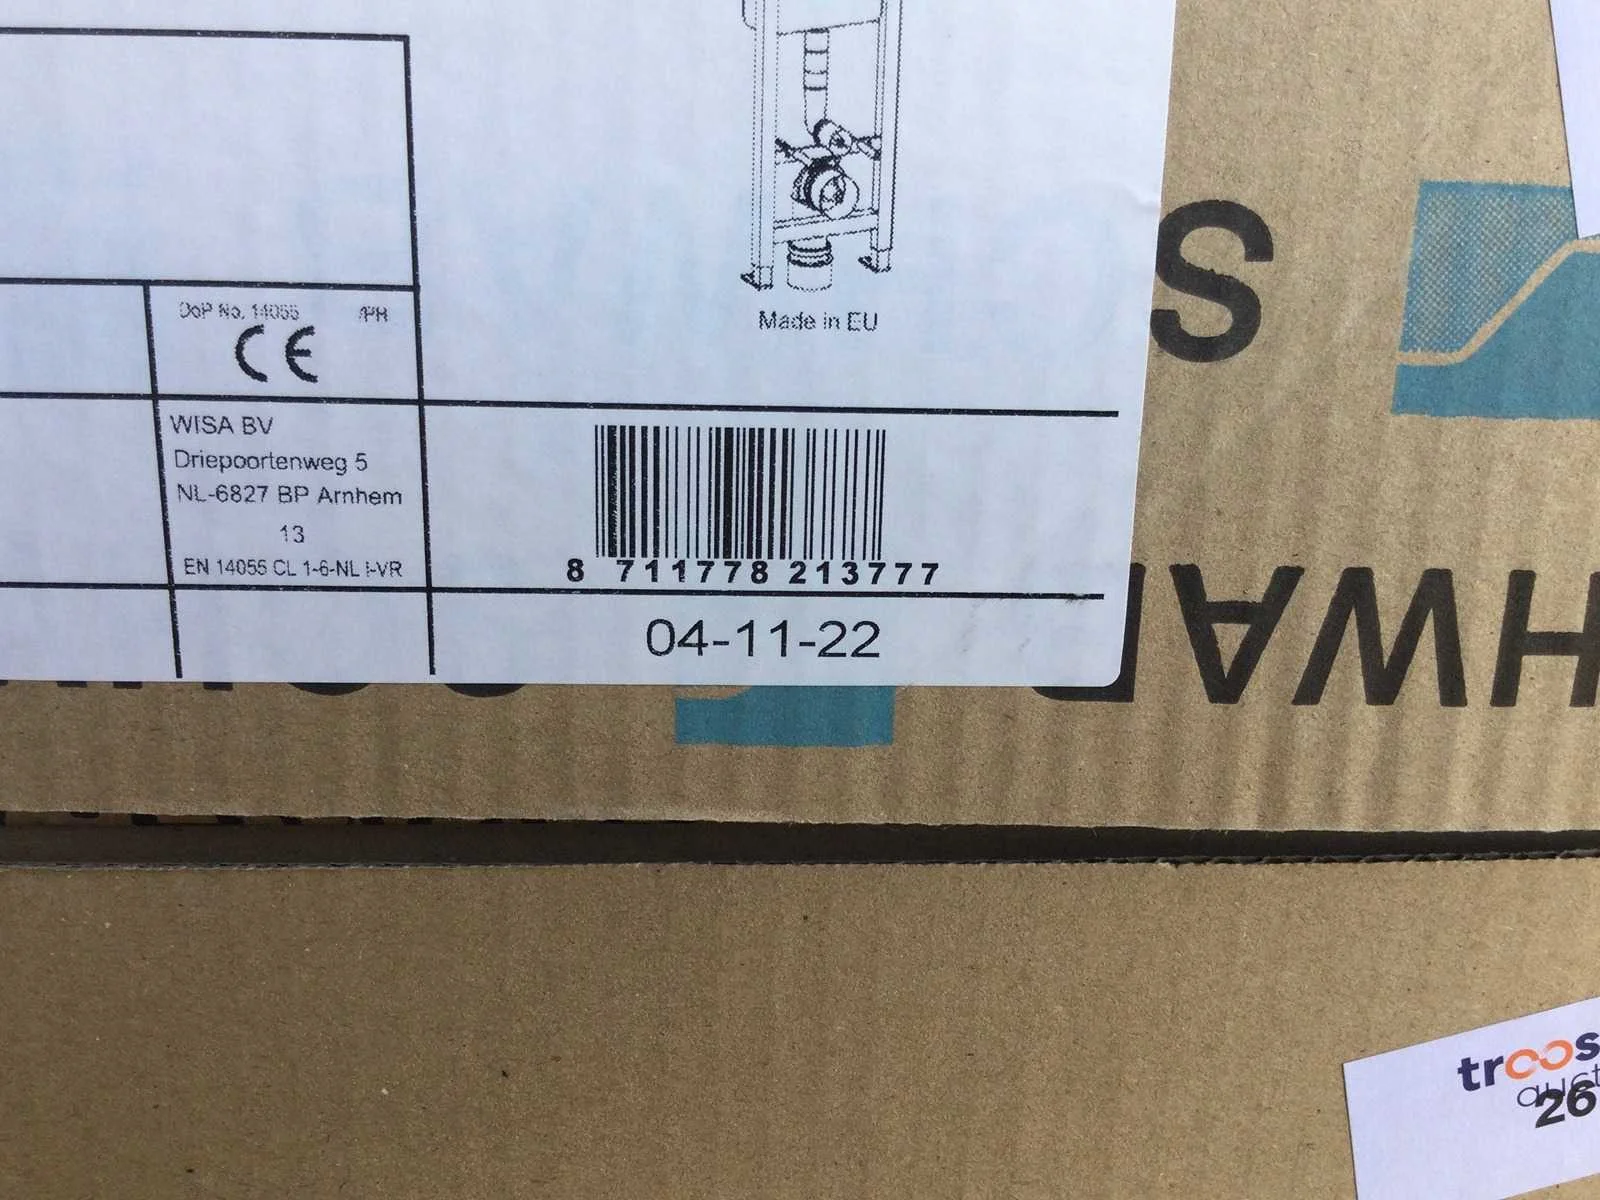 Made in EU
DoP No. 14055 /PR
CE
WISA BV
Driepoortenweg 5
NL-6827 BP Arnhem
13
EN 14055 CL 1-6-NL I-VR
8 711778 213777
04-11-22
S
HWA
troos
auct
26